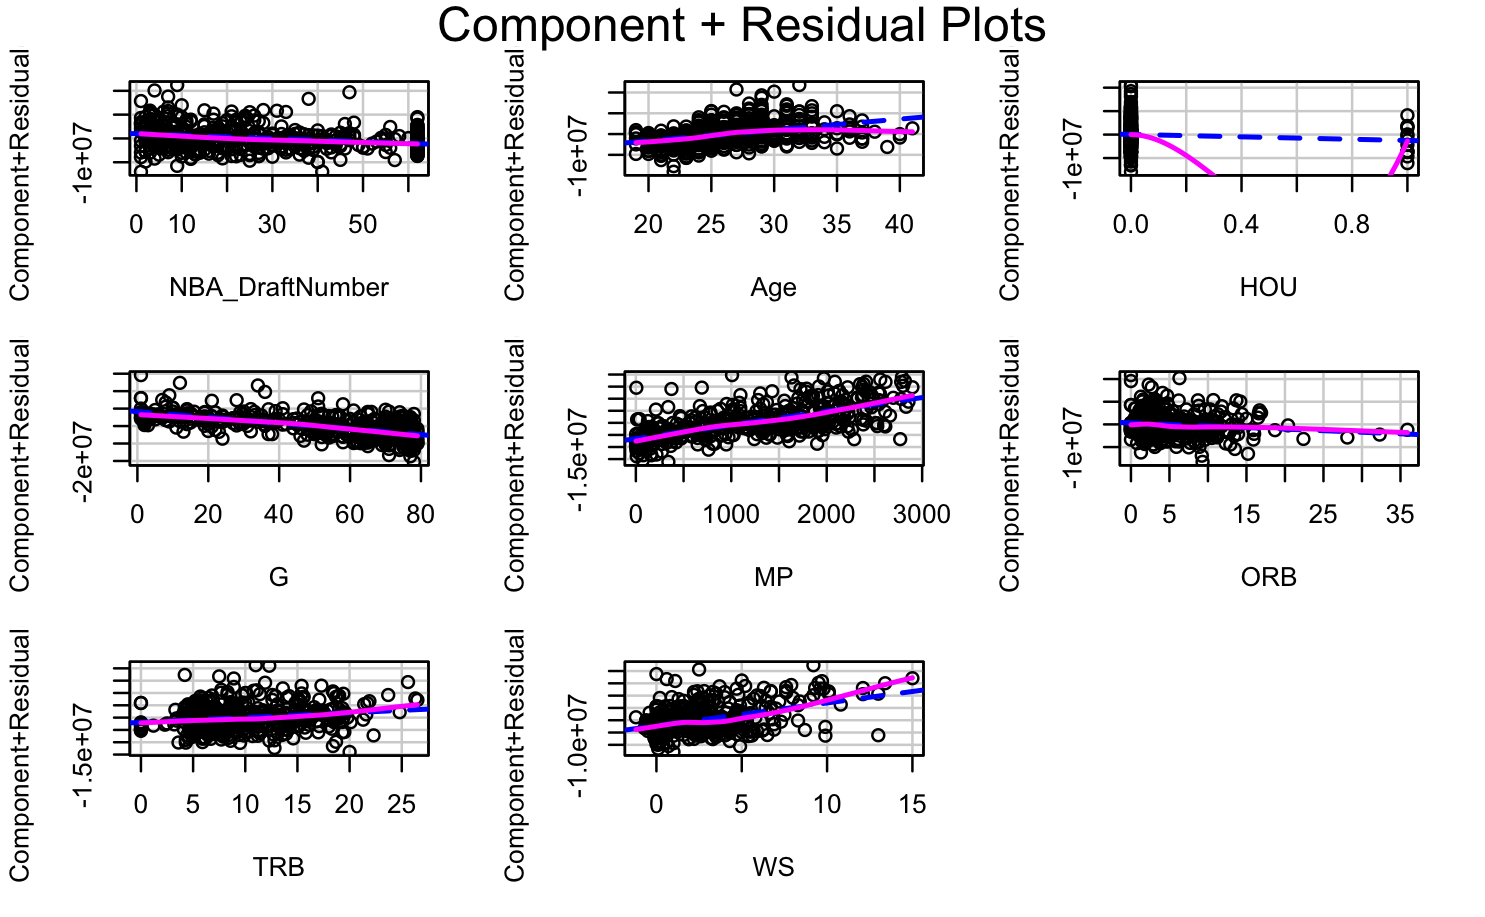 Component + Residual Plots
Component+Residual
-1e+07
0 10 30 50
NBA_DraftNumber
Component+Residual
-1e+07
20 25 30 35 40
Age
Component+Residual
-1e+07
0.0 0.4 0.8
HOU
Component+Residual
-2e+07
0 20 40 60 80
G
Component+Residual
-1.5e+07
0 1000 2000 3000
MP
Component+Residual
-1e+07
0 5 15 25 35
ORB
Component+Residual
-1.5e+07
0 5 10 15 20 25
TRB
Component+Residual
-1.0e+07
0 5 10 15
WS